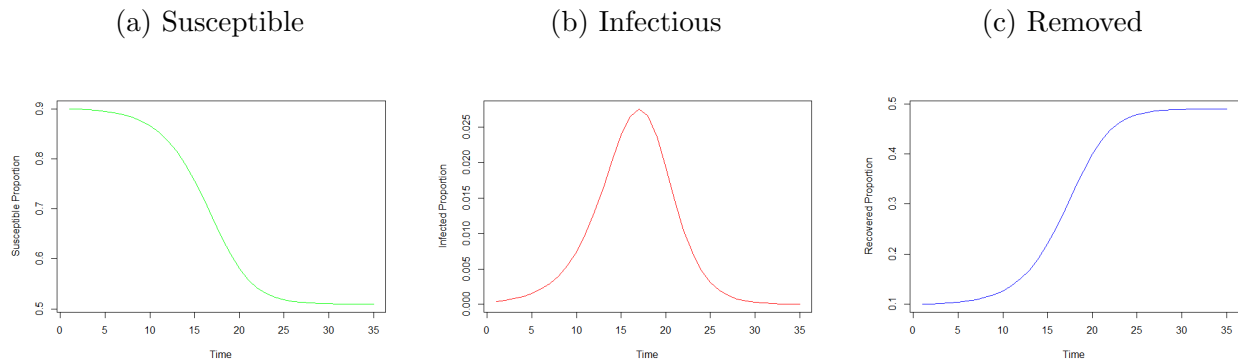 (a) Susceptible
(b) Infectious
(c) Removed
Susceptible Proportion
0.9
0.8
0.7
0.6
0.5
0 5 10 15 20 25 30 35
Time
Infected Proportion
0.025
0.020
0.015
0.010
0.005
0.000
0 5 10 15 20 25 30 35
Time
Recovered Proportion
0.5
0.4
0.3
0.2
0.1
0 5 10 15 20 25 30 35
Time